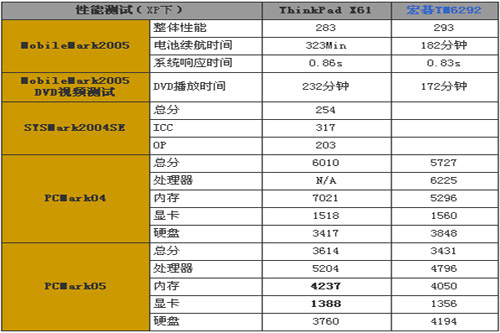 性能测试(XP下) ThinkPad X61 宏碁TM6292
MobileMark2005 整体性能 283 293
电池续航时间 323Min 182分钟
系统响应时间 0.86s 0.83s
MobileMark2005 DVD视频测试 DVD播放时间 232分钟 172分钟
SYSMark2004SE 总分 254
ICC 317
OP 203
PCMark04 总分 6010 5727
处理器 N/A 6225
内存 7021 5296
显卡 1518 1560
硬盘 3417 3848
PCMark05 总分 3614 3431
处理器 5204 4796
内存 4237 4050
显卡 1388 1356
硬盘 3760 4194